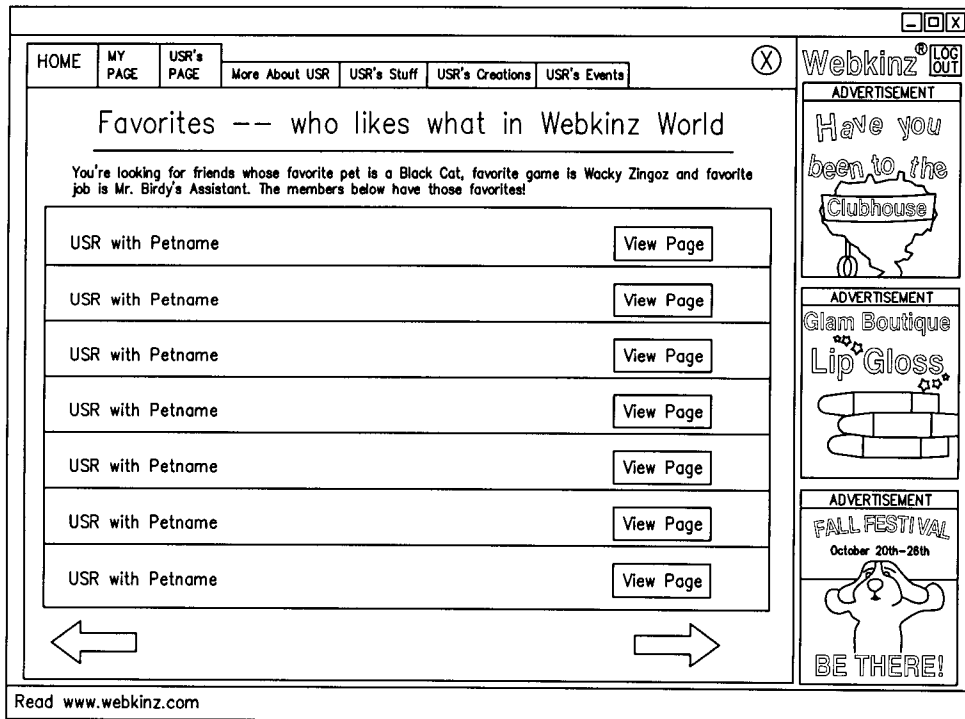 HOME
MY
PAGE
USR's
PAGE
More About USR
USR's Stuff
USR's Creations
USR's Events
X
Favorites -- who likes what in Webkinz World
You're looking for friends whose favorite pet is a Black Cat, favorite game is Wacky Zingoz and favorite
job is Mr. Birdy's Assistant. The members below have those favorites!
USR with Petname View Page
USR with Petname View Page
USR with Petname View Page
USR with Petname View Page
USR with Petname View Page
USR with Petname View Page
USR with Petname View Page
X
Webkinz® LOG
OUT
ADVERTISEMENT
Have you
been to the
Clubhouse
ADVERTISEMENT
Glam Boutique
Lip Gloss
ADVERTISEMENT
FALL FESTIVAL
October 20th-26th
BE THERE!
Read www.webkinz.com